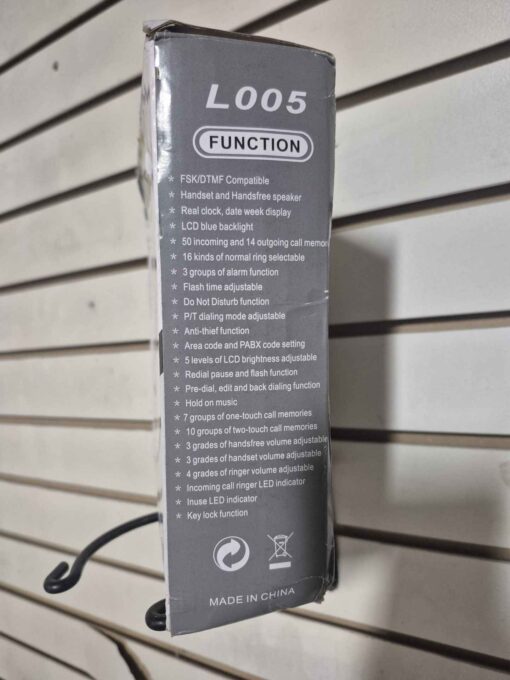 L005
FUNCTION
* FSK/DTMF Compatible
* Handset and Handsfree speaker
* Real clock, date week display
* LCD blue backlight
* 50 incoming and 14 outgoing call memor
* 16 kinds of normal ring selectable
* 3 groups of alarm function
* Flash time adjustable
* Do Not Disturb function
* P/T dialing mode adjustable
* Anti-thief function
* Area code and PABX code setting
* 5 levels of LCD brightness adjustable
* Redial pause and flash function
* Pre-dial, edit and back dialing function
* Hold on music
* 7 groups of one-touch call memories
* 10 groups of two-touch call memories
* 3 grades of handsfree volume adjustable
* 3 grades of handset volume adjustable
* 4 grades of ringer volume adjustable
* Incoming call ringer LED indicator
* Inuse LED indicator
* Key lock function
MADE IN CHINA